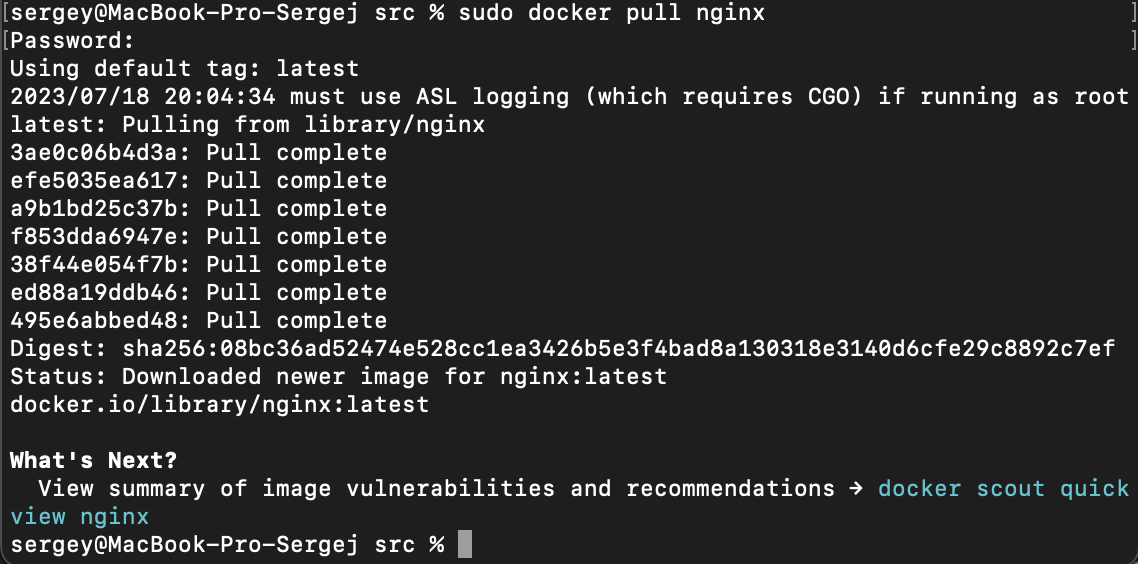 [sergey@MacBook-Pro-Sergej src % sudo docker pull nginx ]
[Password: ]
Using default tag: latest
2023/07/18 20:04:34 must use ASL logging (which requires CGO) if running as root
latest: Pulling from library/nginx
3ae0c06b4d3a: Pull complete
efe5035ea617: Pull complete
a9b1bd25c37b: Pull complete
f853dda6947e: Pull complete
38f44e054f7b: Pull complete
ed88a19ddb46: Pull complete
495e6abbed48: Pull complete
Digest: sha256:08bc36ad52474e528cc1ea3426b5e3f4bad8a130318e3140d6cfe29c8892c7ef
Status: Downloaded newer image for nginx:latest
docker.io/library/nginx:latest
What's Next?
View summary of image vulnerabilities and recommendations → docker scout quick
view nginx
sergey@MacBook-Pro-Sergej src %